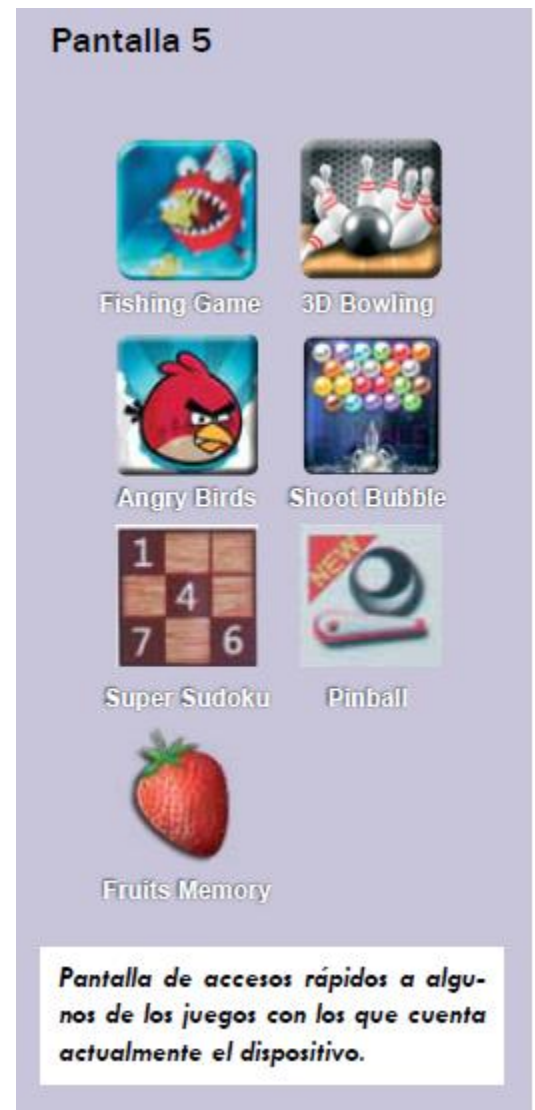 Pantalla 5
Fishing Game
3D Bowling
Angry Birds
Shoot Bubble
1
4
7 6
Super Sudoku
NEW
Pinball
Fruits Memory
Pantalla de accesos rápidos a algu-
nos de los juegos con los que cuenta
actualmente el dispositivo.